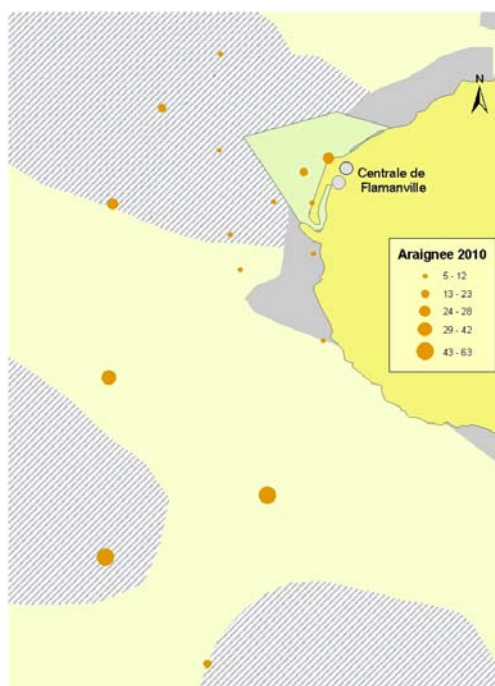 N
Centrale de
Flamanville
Araignee 2010
5 - 12
13 - 23
24 - 28
29 - 42
43 - 63